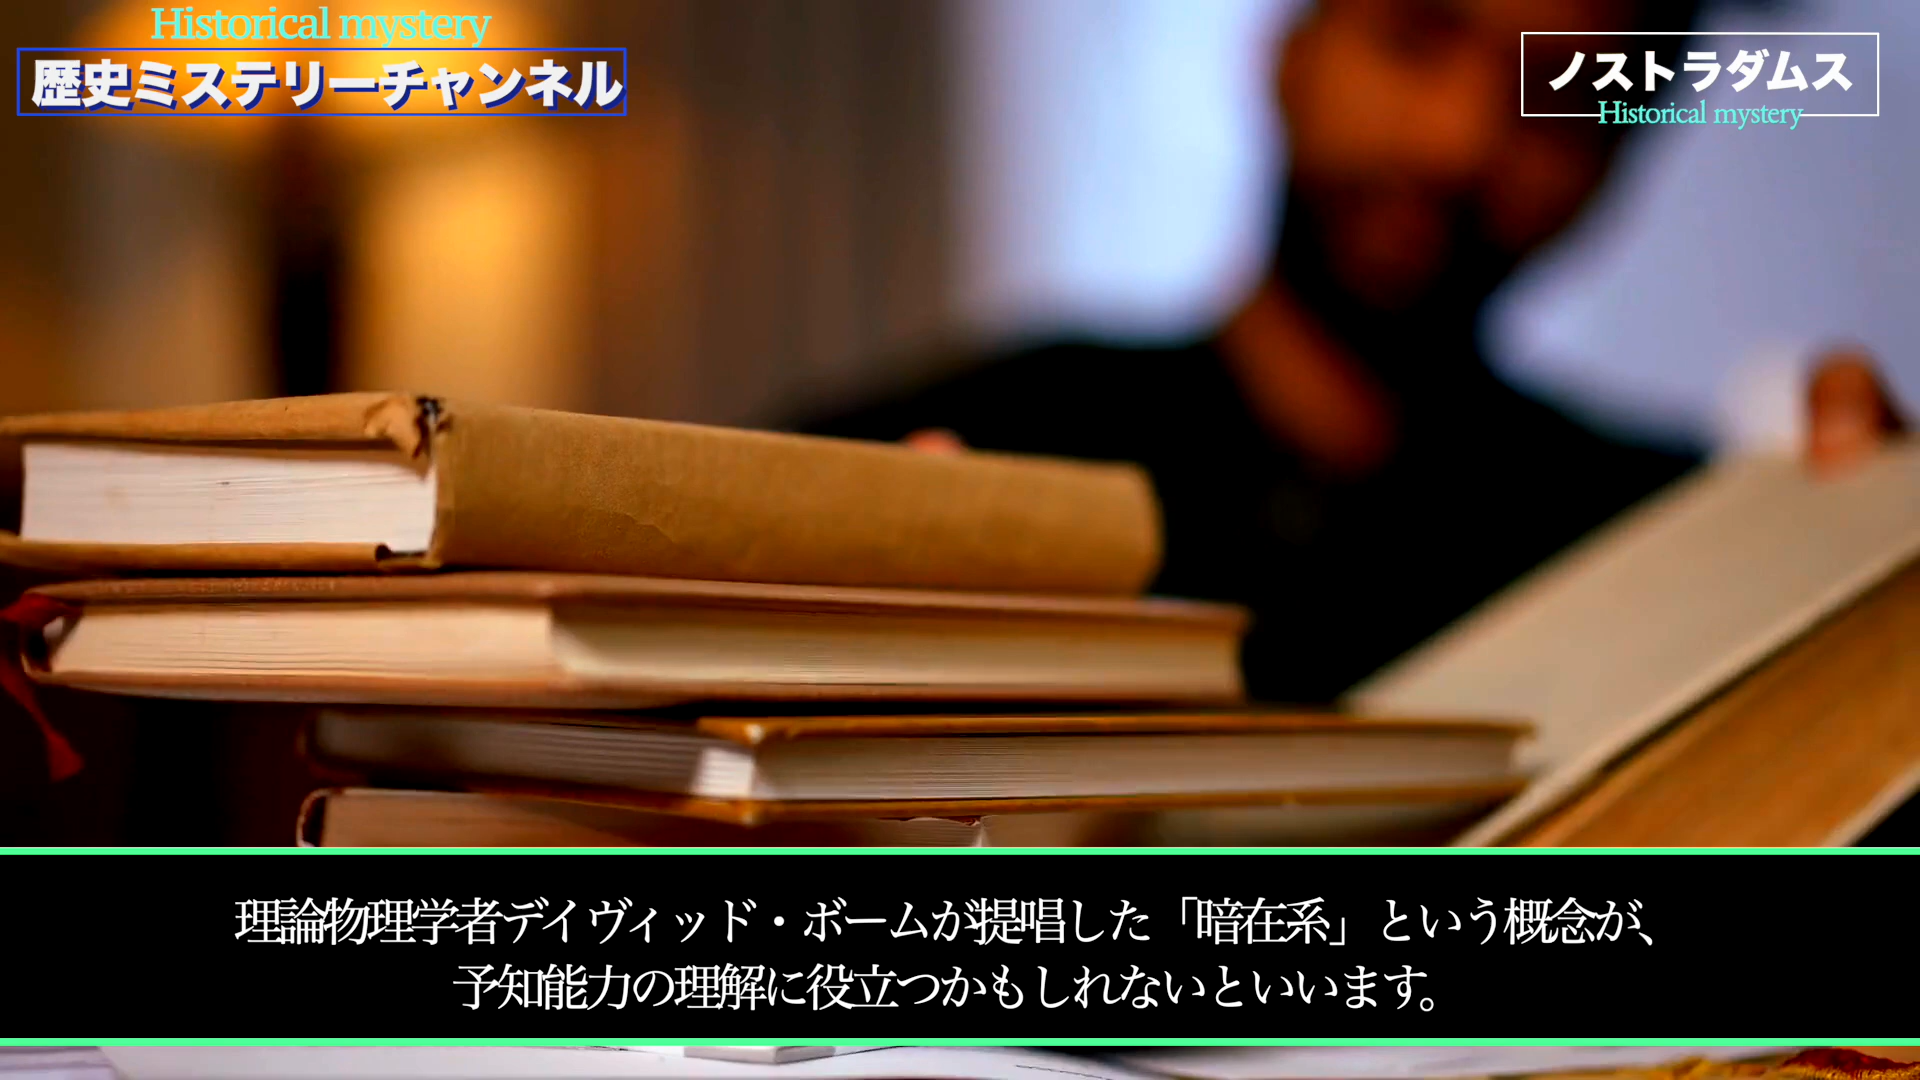 Historical mystery
歴史ミステリーチャンネル
ノストラダムス
Historical mystery
理論物理学者デイヴィッド・ボームが提唱した「暗在系」という概念が、
予知能力の理解に役立つかもしれないといいます。